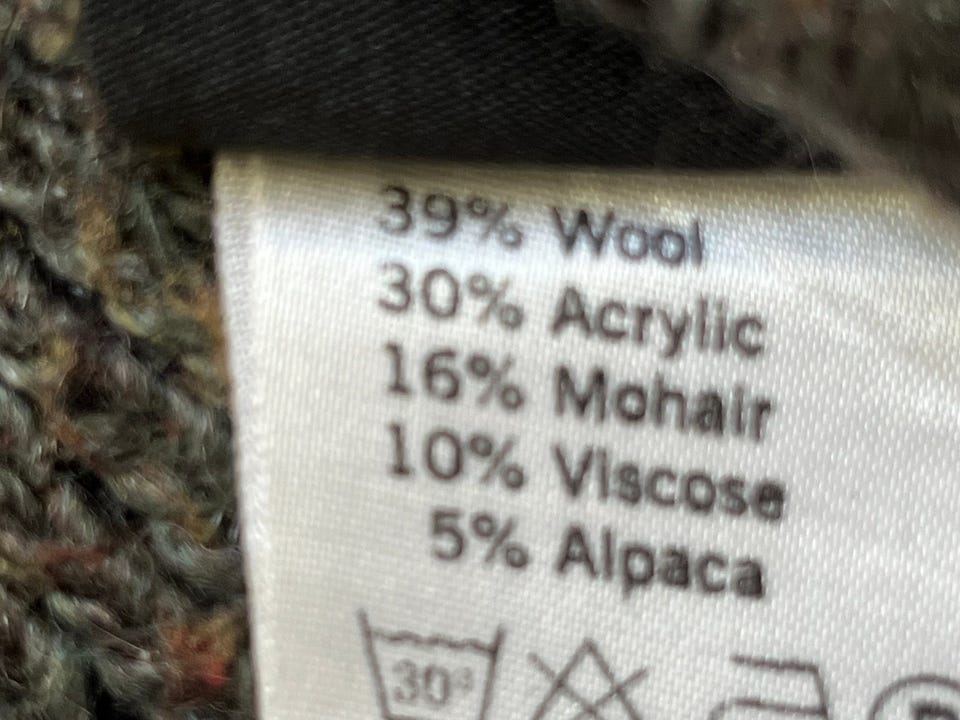 39% Wool
30% Acrylic
16% Mohair
10% Viscose
5% Alpaca
30°